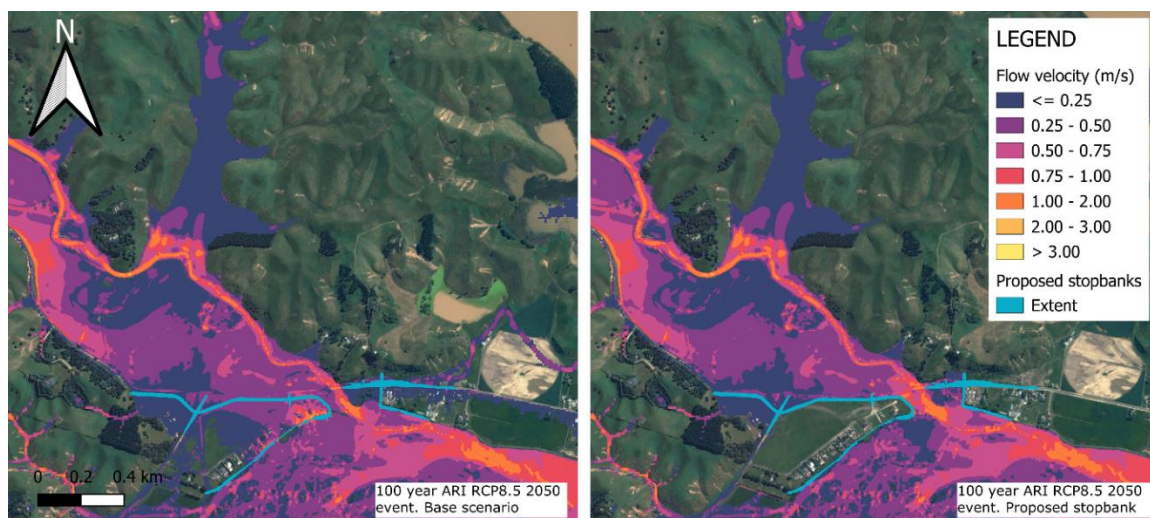 N
0 0.2 0.4 km
100 year ARI RCP8.5 2050
event. Base scenario
LEGEND
Flow velocity (m/s)
<= 0.25
0.25 - 0.50
0.50 - 0.75
0.75 - 1.00
1.00 - 2.00
2.00 - 3.00
> 3.00
Proposed stopbanks
Extent
100 year ARI RCP8.5 2050
event. Proposed stopbank